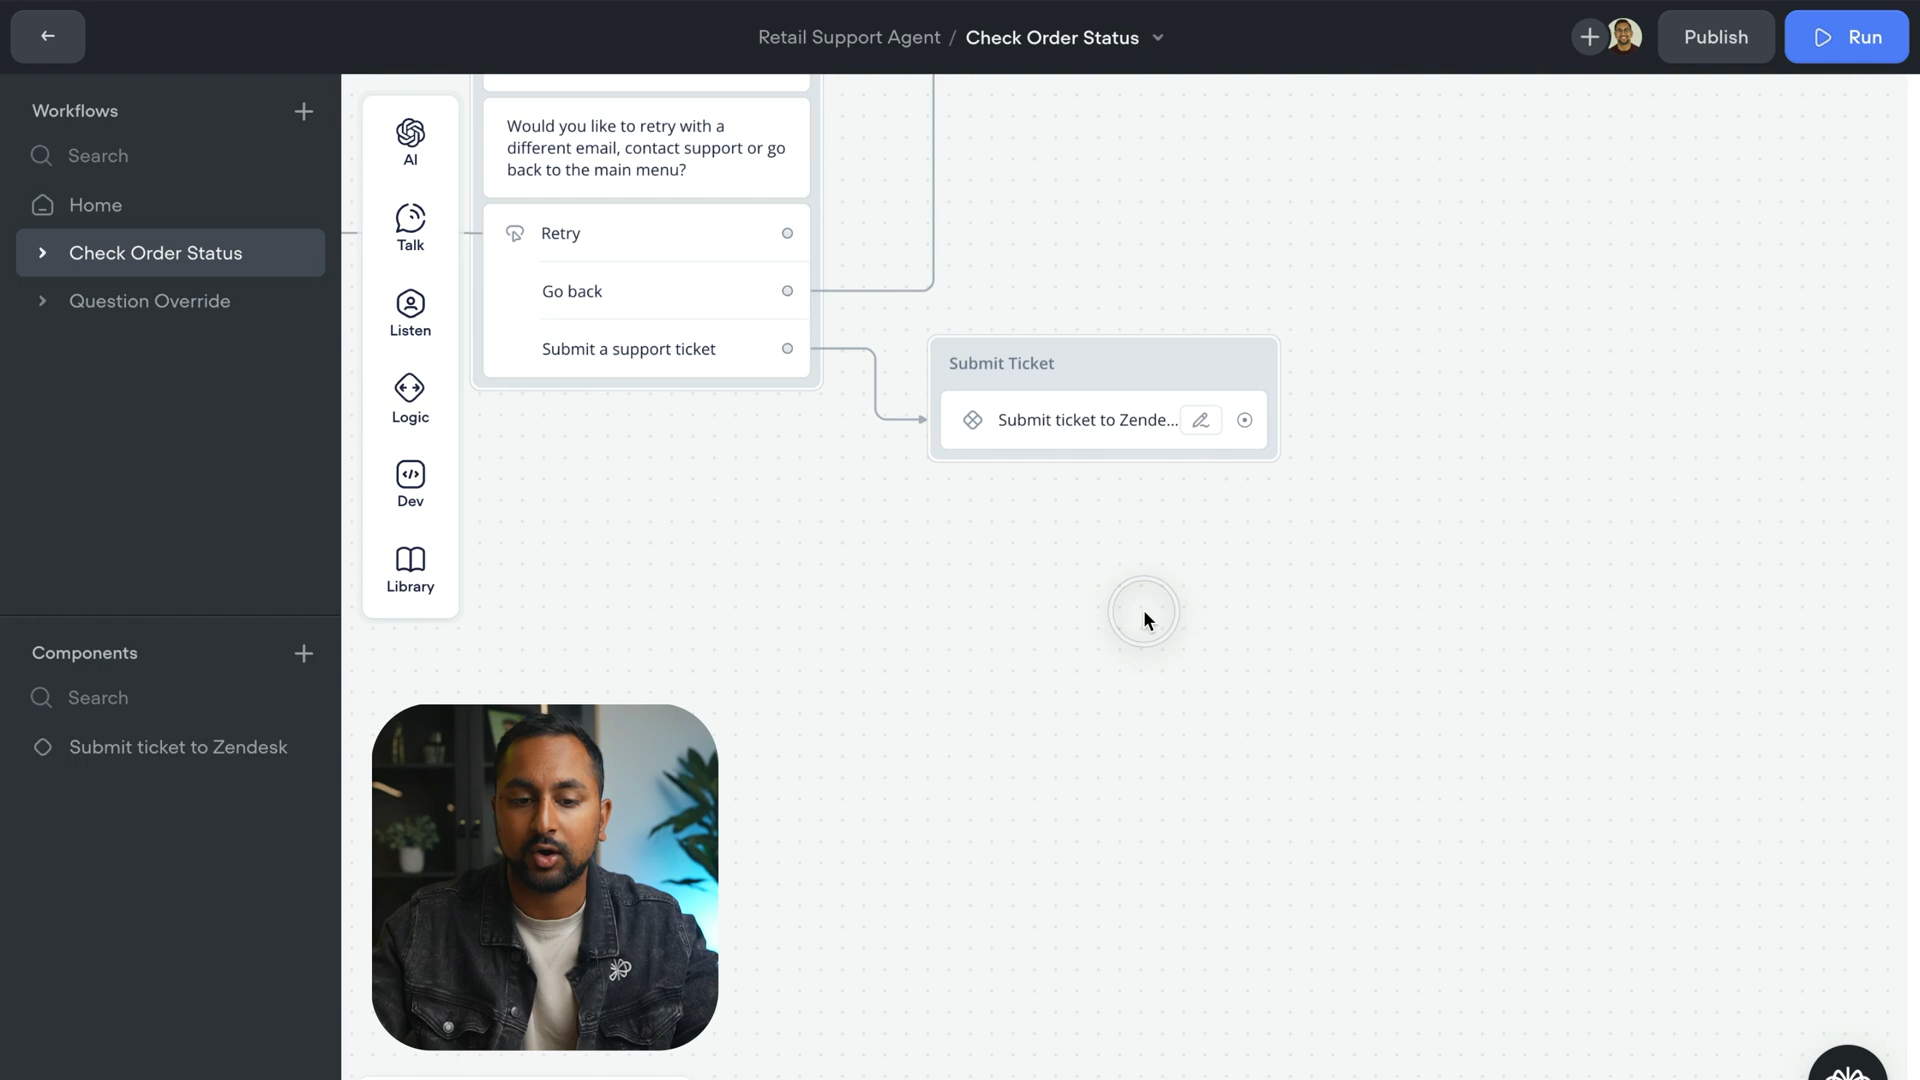 Retail Support Agent / Check Order Status
Publish
Run
Workflows
Search
Home
Check Order Status
Question Override
Components
Search
Submit ticket to Zendesk
AI
Talk
Listen
Logic
Dev
Library
Would you like to retry with a
different email, contact support or go
back to the main menu?
Retry
Go back
Submit a support ticket
Submit Ticket
Submit ticket to Zende...